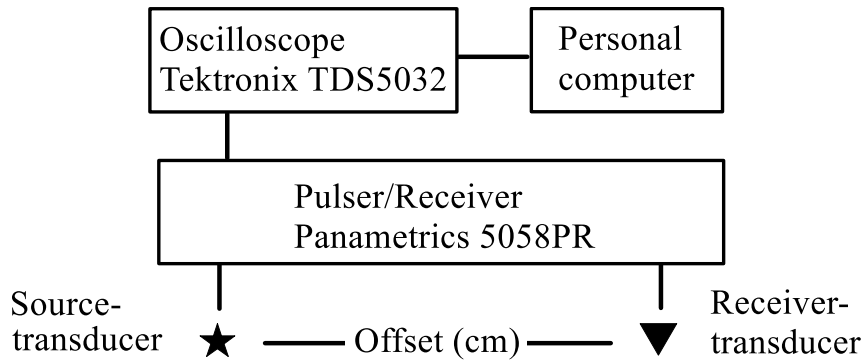 Oscilloscope
Tektronix TDS5032
Personal
computer
Pulser/Receiver
Panametrics 5058PR
Source-
transducer
Offset (cm)
Receiver-
transducer